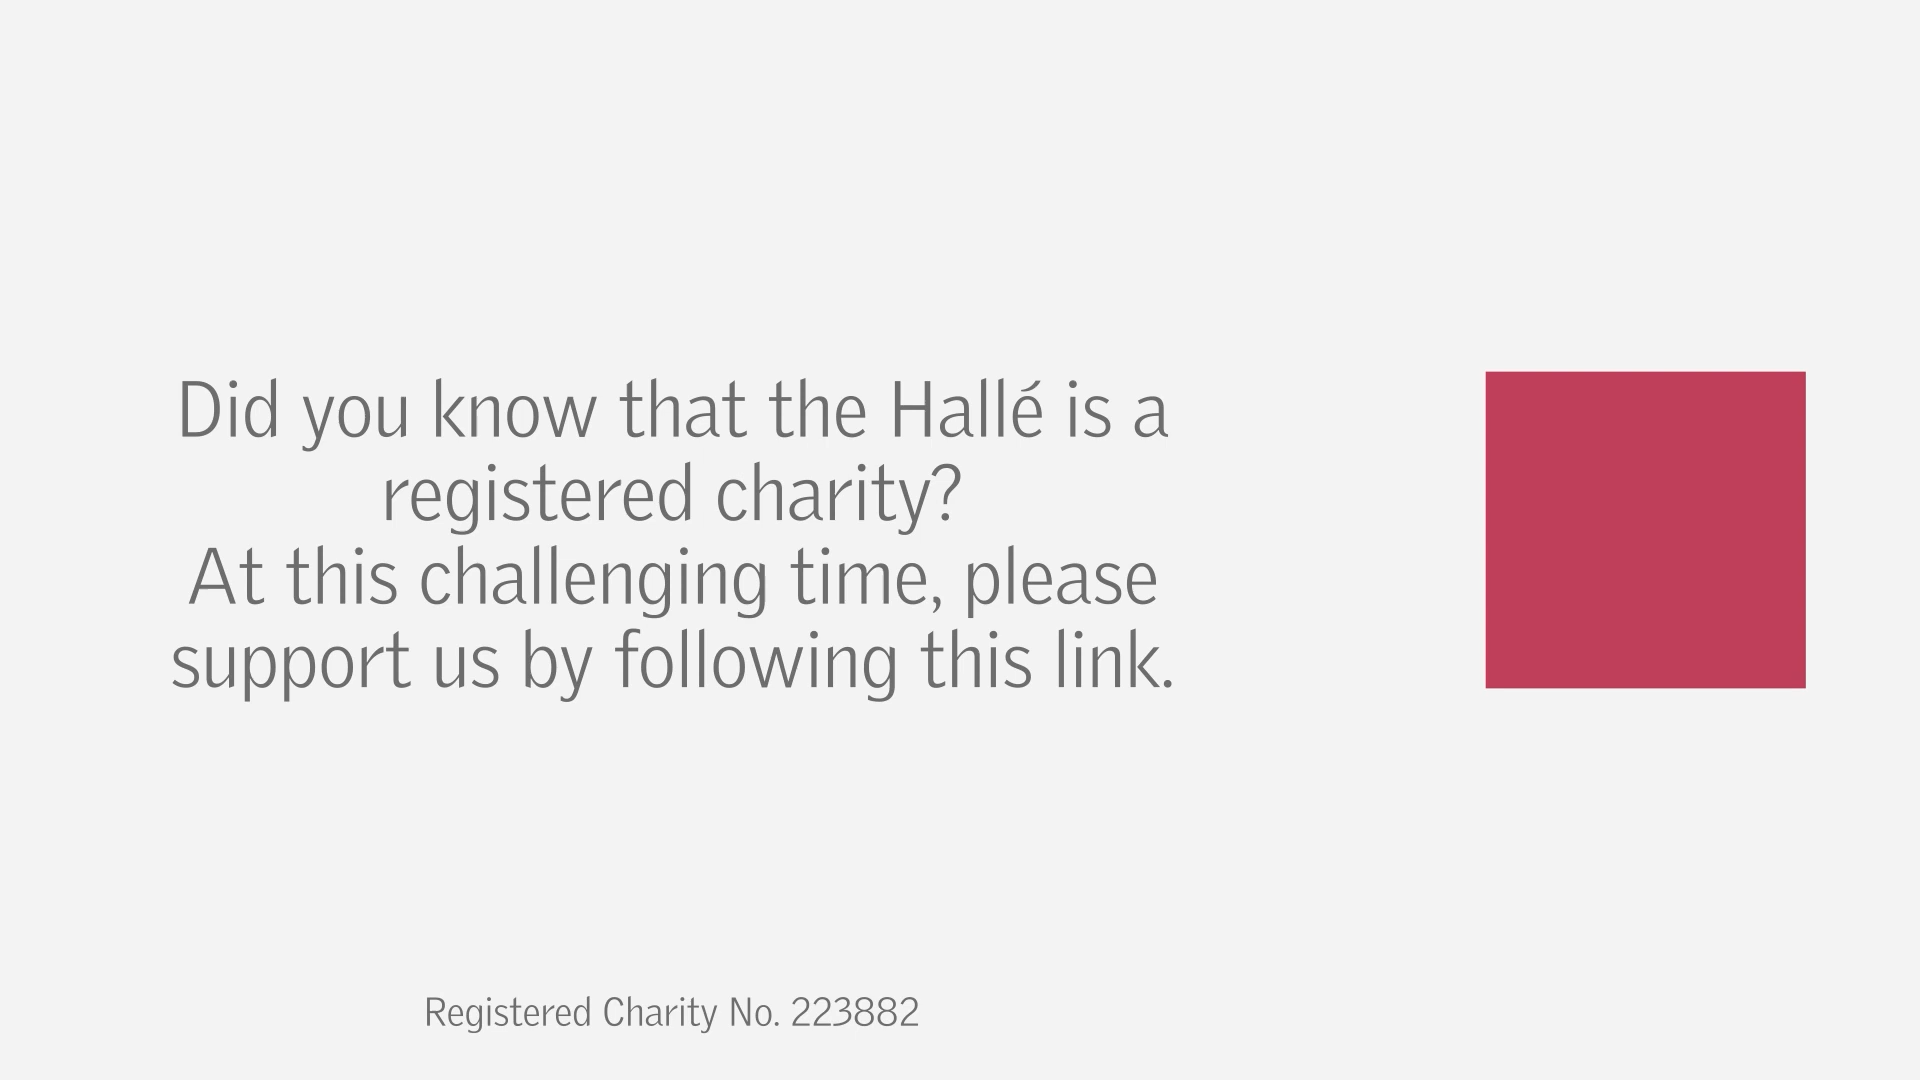 Did you know that the Hallé is a
registered charity?
At this challenging time, please
support us by following this link.
Registered Charity No. 223882